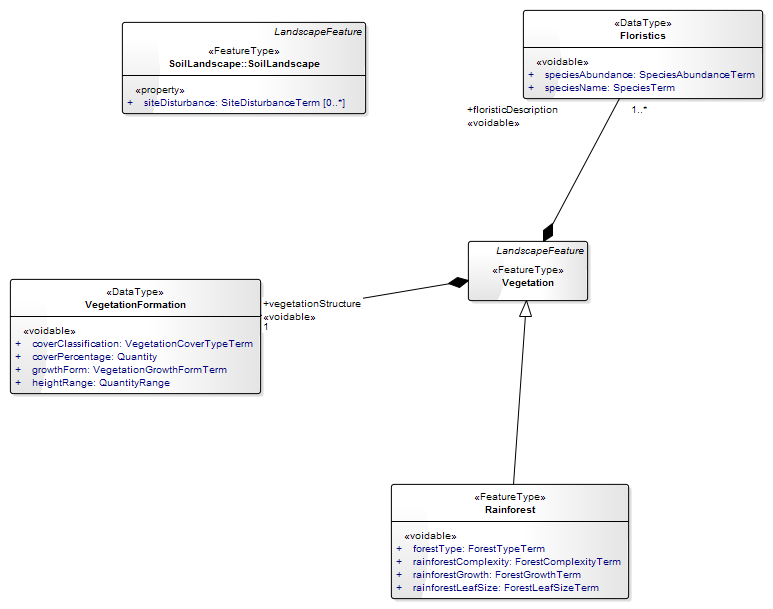 LandscapeFeature
«FeatureType»
SoilLandscape::SoilLandscape
«property»
+ siteDisturbance: SiteDisturbanceTerm [0..*]
«DataType»
Floristics
«voidable»
+ speciesAbundance: SpeciesAbundanceTerm
+ speciesName: SpeciesTerm
+floristicDescription
«voidable»
1..*
LandscapeFeature
«FeatureType»
Vegetation
«DataType»
VegetationFormation
«voidable»
+ coverClassification: VegetationCoverTypeTerm
+ coverPercentage: Quantity
+ growthForm: VegetationGrowthFormTerm
+ heightRange: QuantityRange
+vegetationStructure
«voidable»
1
«FeatureType»
Rainforest
«voidable»
+ forestType: ForestTypeTerm
+ rainforestComplexity: ForestComplexityTerm
+ rainforestGrowth: ForestGrowthTerm
+ rainforestLeafSize: ForestLeafSizeTerm